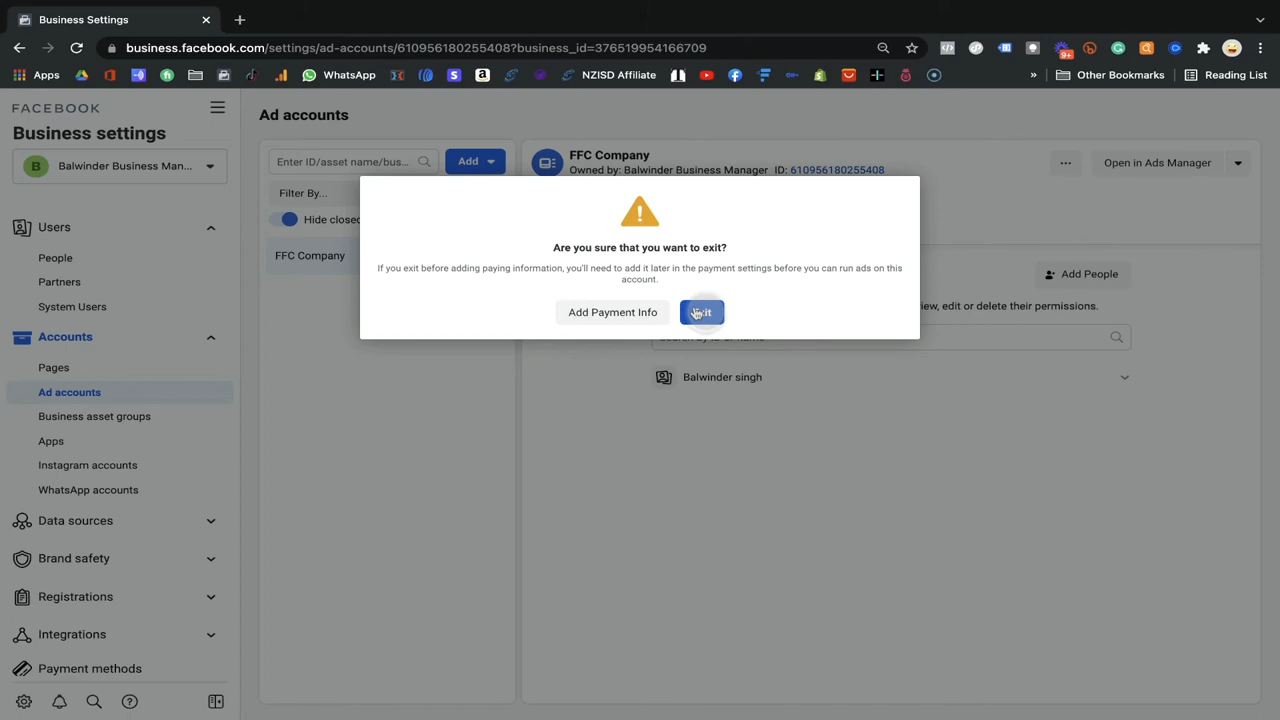 Business Settings
business.facebook.com/settings/ad-accounts/610956180255408?business_id=376519954166709
Apps
WhatsApp
NZISD Affiliate
9+
»
Other Bookmarks
Reading List
FACEBOOK
Business settings
B
Balwinder Business Man...
Users
People
Partners
System Users
Accounts
Pages
Ad accounts
Business asset groups
Apps
Instagram accounts
WhatsApp accounts
Data sources
Brand safety
Registrations
Integrations
Payment methods
Ad accounts
Enter ID/asset name/bus...
Add
Filter By...
Hide closed
FFC Company
FFC Company
Owned by: Balwinder Business Manager ID: 610956180255408
...
Open in Ads Manager
Are you sure that you want to exit?
If you exit before adding paying information, you'll need to add it later in the payment settings before you can run ads on this
account.
Add Payment Info
Add People
edit or delete their permissions.
Balwinder singh